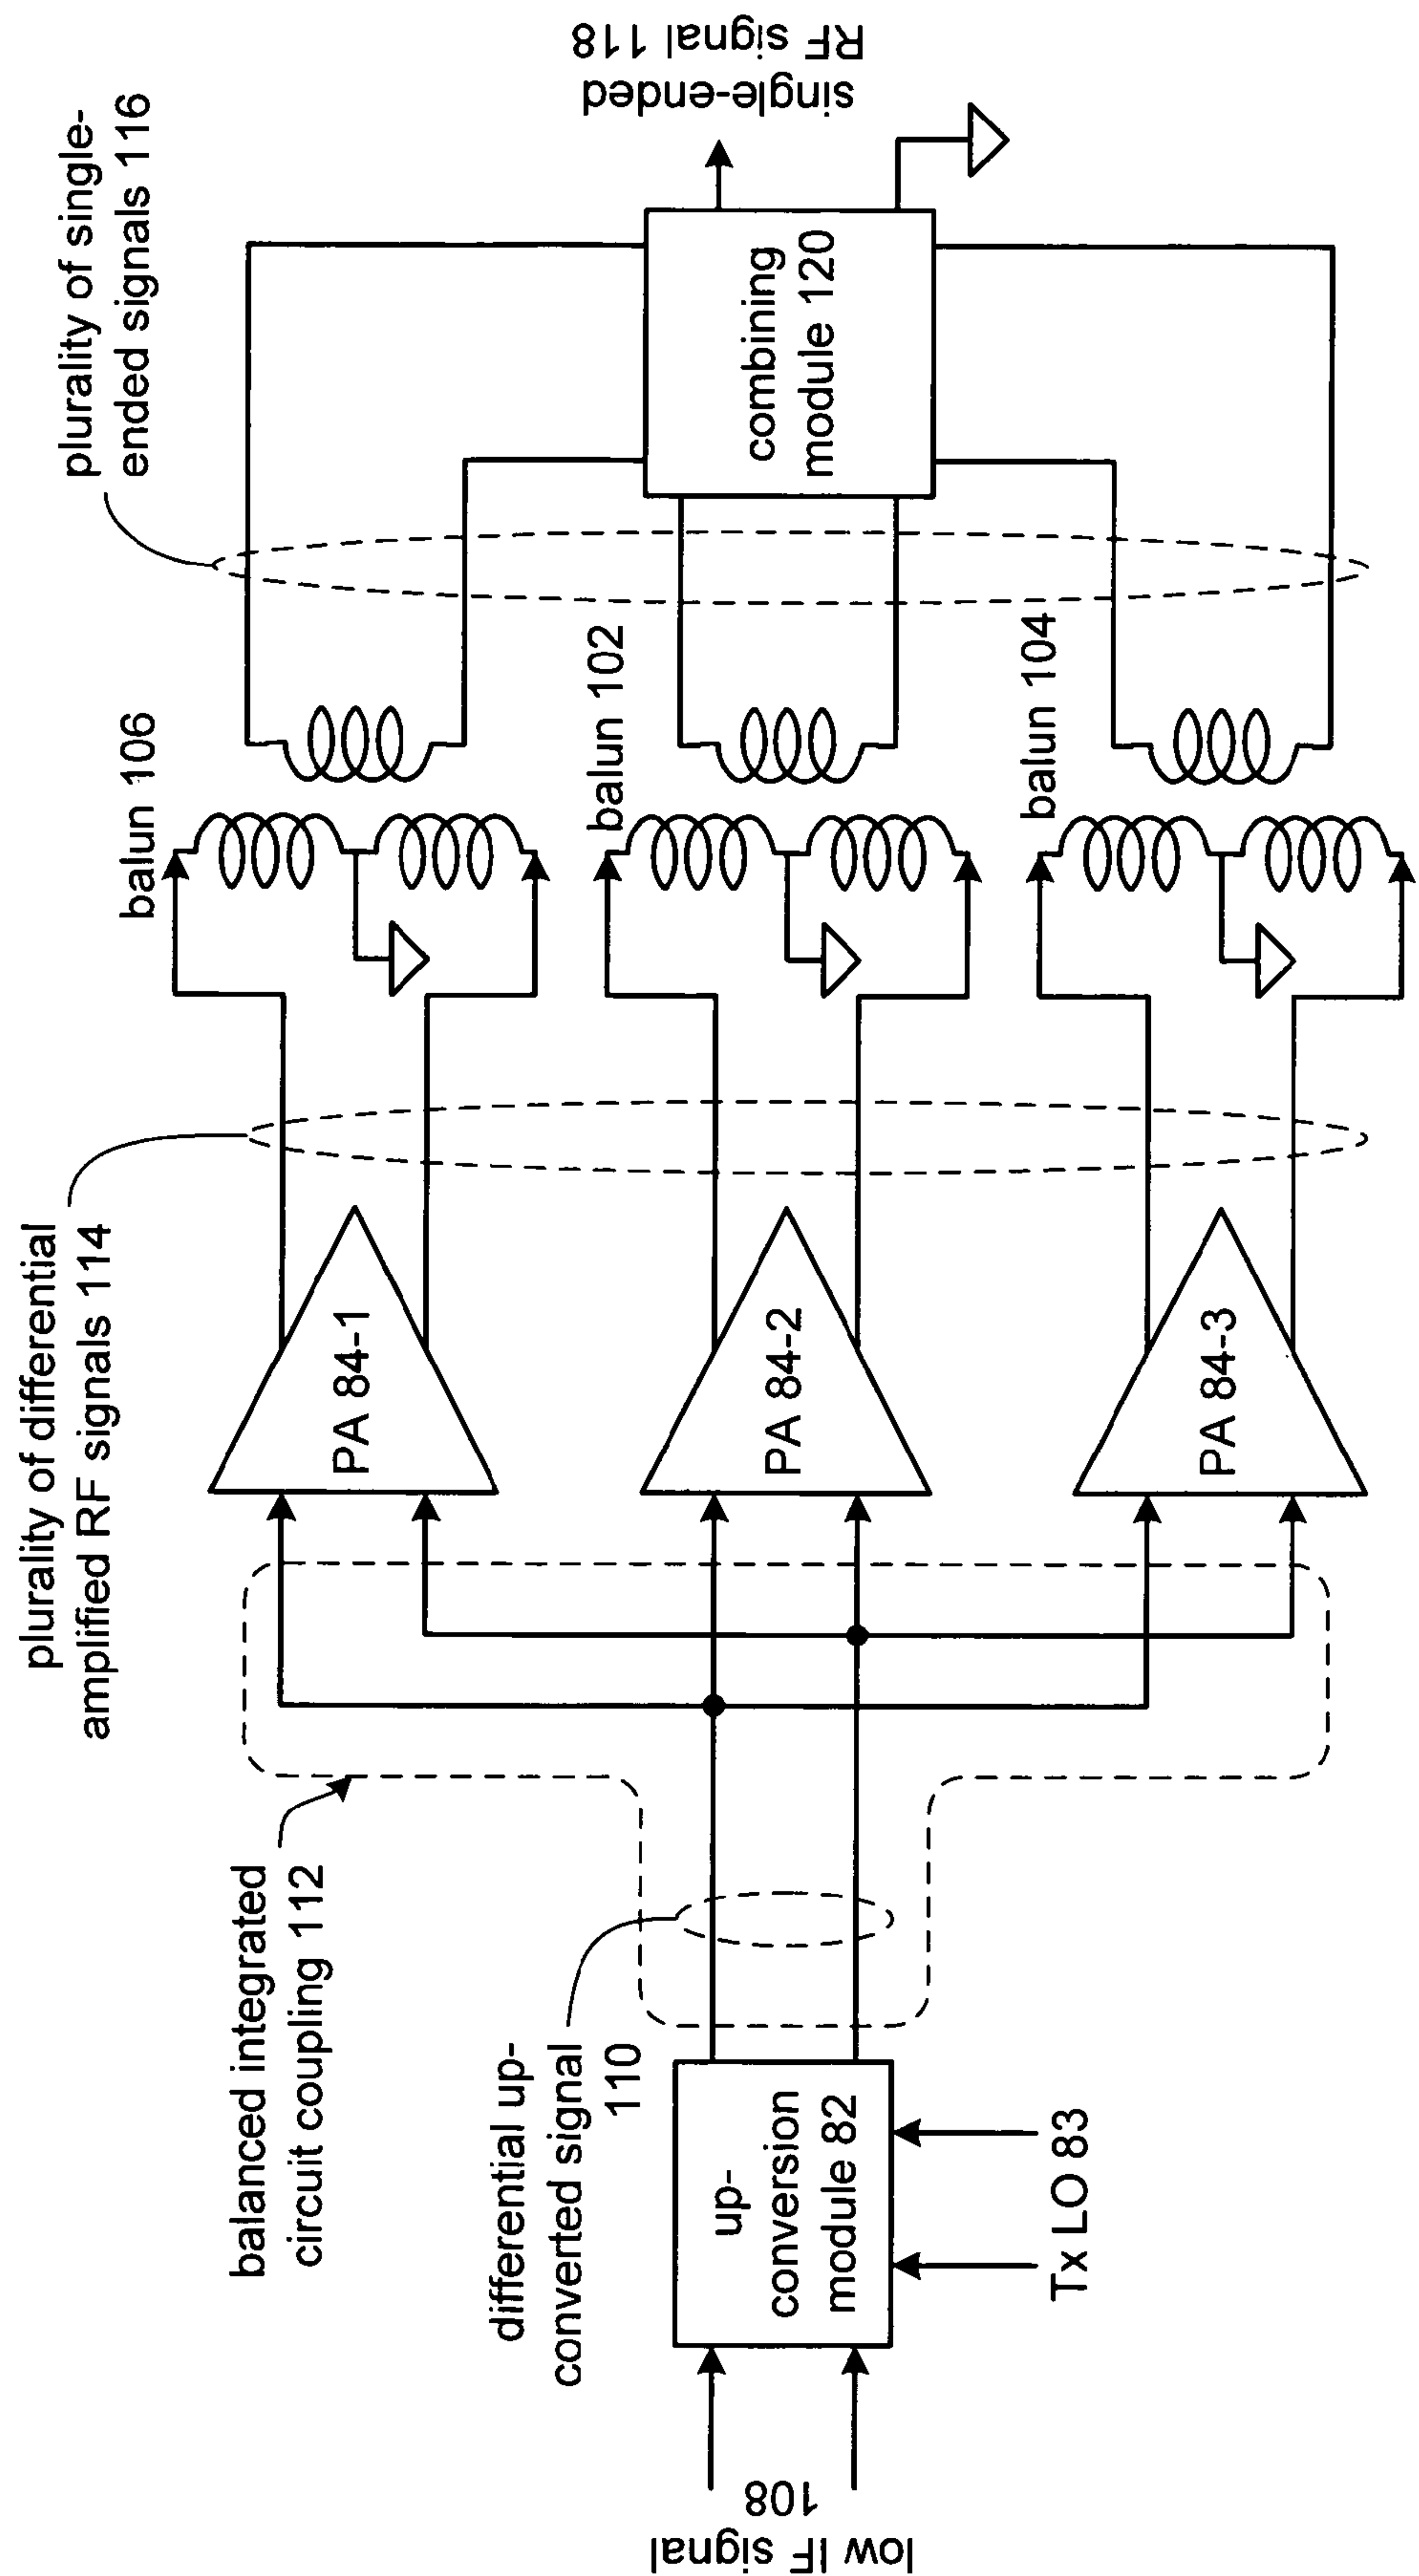 low IF signal
108
up-
conversion
module 82
Tx LO 83
differential up-
converted signal
110
balanced integrated
circuit coupling 112
PA 84-1
PA 84-2
PA 84-3
plurality of differential
amplified RF signals 114
balun 106
balun 102
balun 104
plurality of single-
ended signals 116
combining
module 120
single-ended
RF signal 118